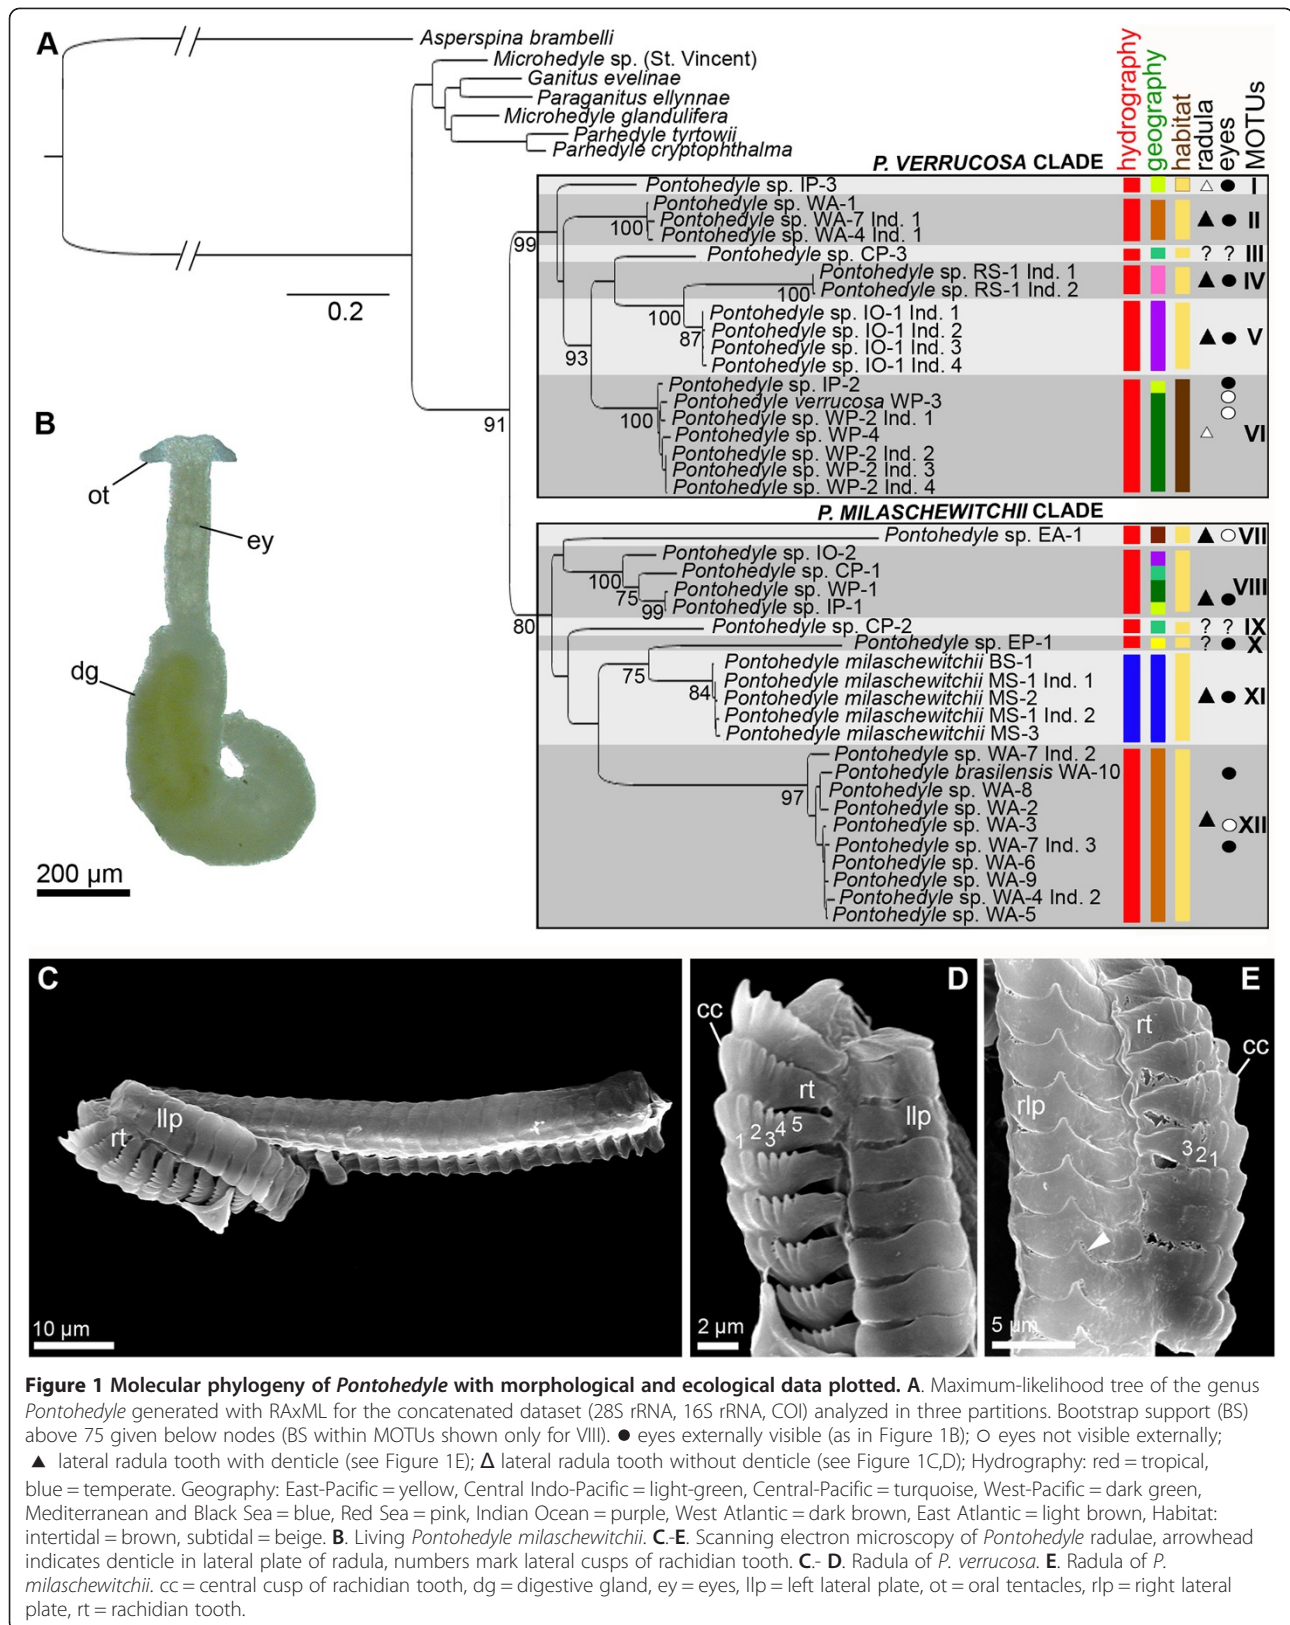 A
Asperspina brambelli
Microhedyle sp. (St. Vincent)
Ganitus evelinae
Paraganitus ellynnae
Microhedyle glandulifera
Parhedyle tyrtowii
Parhedyle cryptophthalma
hydrography
geography
habitat
radula
eyes
MOTUs
P. VERRUCOSA CLADE
Pontohedyle sp. IP-3
I
Pontohedyle sp. WA-1
Pontohedyle sp. WA-7 Ind. 1
100
II
Pontohedyle sp. WA-4 Ind. 1
99
Pontohedyle sp. CP-3
? ? III
Pontohedyle sp. RS-1 Ind. 1
IV
Pontohedyle sp. RS-1 Ind. 2
100
0.2
Pontohedyle sp. IO-1 Ind. 1
100
Pontohedyle sp. IO-1 Ind. 2
87
V
Pontohedyle sp. IO-1 Ind. 3
93
Pontohedyle sp. IO-1 Ind. 4
Pontohedyle sp. IP-2
Pontohedyle verrucosa WP-3
100
Pontohedyle sp. WP-2 Ind. 1
91
Pontohedyle sp. WP-4
VI
Pontohedyle sp. WP-2 Ind. 2
Pontohedyle sp. WP-2 Ind. 3
Pontohedyle sp. WP-2 Ind. 4
P. MILASCHEWITCHII CLADE
Pontohedyle sp. EA-1
VII
Pontohedyle sp. IO-2
100
Pontohedyle sp. CP-1
75
Pontohedyle sp. WP-1
VIII
99
Pontohedyle sp. IP-1
80
Pontohedyle sp. CP-2
? ? IX
Pontohedyle sp. EP-1
? X
75
Pontohedyle milaschewitchii BS-1
Pontohedyle milaschewitchii MS-1 Ind. 1
84
Pontohedyle milaschewitchii MS-2
XI
Pontohedyle milaschewitchii MS-1 Ind. 2
Pontohedyle milaschewitchii MS-3
Pontohedyle sp. WA-7 Ind. 2
Pontohedyle brasilensis WA-10
97
Pontohedyle sp. WA-8
Pontohedyle sp. WA-2
Pontohedyle sp. WA-3
XII
Pontohedyle sp. WA-7 Ind. 3
Pontohedyle sp. WA-6
Pontohedyle sp. WA-9
Pontohedyle sp. WA-4 Ind. 2
Pontohedyle sp. WA-5
B
ot
ey
dg
200 µm
C
llp
rt
r
10 µm
D
cc
rt
llp
1 2 3 4 5
2 µm
E
rt
cc
rlp
3 2 1
5 µm
Figure 1 Molecular phylogeny of Pontohedyle with morphological and ecological data plotted. A. Maximum-likelihood tree of the genus
Pontohedyle generated with RAxML for the concatenated dataset (28S rRNA, 16S rRNA, COI) analyzed in three partitions. Bootstrap support (BS)
above 75 given below nodes (BS within MOTUs shown only for VIII). ● eyes externally visible (as in Figure 1B); ○ eyes not visible externally;
▲ lateral radula tooth with denticle (see Figure 1E); Δ lateral radula tooth without denticle (see Figure 1C,D); Hydrography: red = tropical,
blue = temperate. Geography: East-Pacific = yellow, Central Indo-Pacific = light-green, Central-Pacific = turquoise, West-Pacific = dark green,
Mediterranean and Black Sea = blue, Red Sea = pink, Indian Ocean = purple, West Atlantic = dark brown, East Atlantic = light brown, Habitat:
intertidal = brown, subtidal = beige. B. Living Pontohedyle milaschewitchii. C.-E. Scanning electron microscopy of Pontohedyle radulae, arrowhead
indicates denticle in lateral plate of radula, numbers mark lateral cusps of rachidian tooth. C.- D. Radula of P. verrucosa. E. Radula of P.
milaschewitchii. cc = central cusp of rachidian tooth, dg = digestive gland, ey = eyes, llp = left lateral plate, ot = oral tentacles, rlp = right lateral
plate, rt = rachidian tooth.